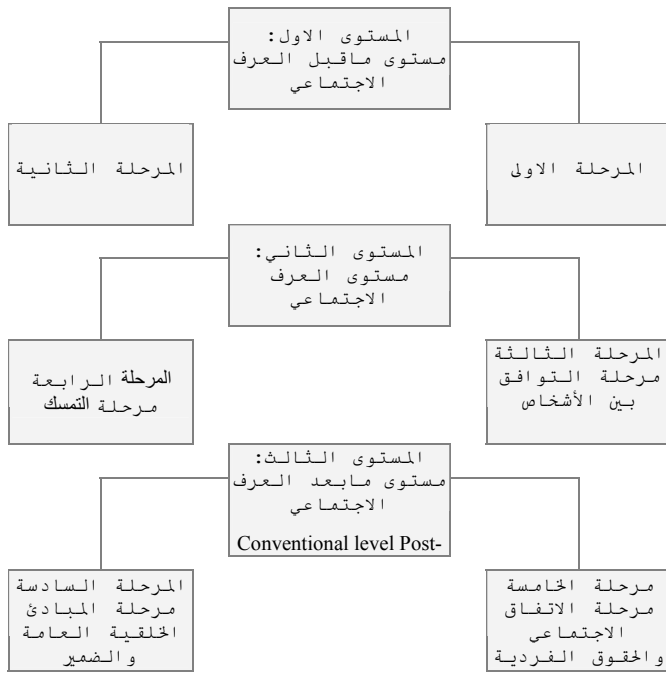 المستوى الاول:
مستوى ماقبل العرف
الاجتماعي
المرحلة الاولى
المرحلة الثانية
المستوى الثاني:
مستوى العرف
الاجتماعي
المرحلة الثالثة
مرحلة التوافق
بين الأشخاص
المرحلة الرابعة
مرحلة التمسك
المستوى الثالث:
مستوى مابعد العرف
الاجتماعي
Conventional level Post-
مرحلة الخامسة
مرحلة الاتفاق
الاجتماعي
والحقوق الفردية
المرحلة السادسة
مرحلة المبادئ
الخلقية العامة
والضمير